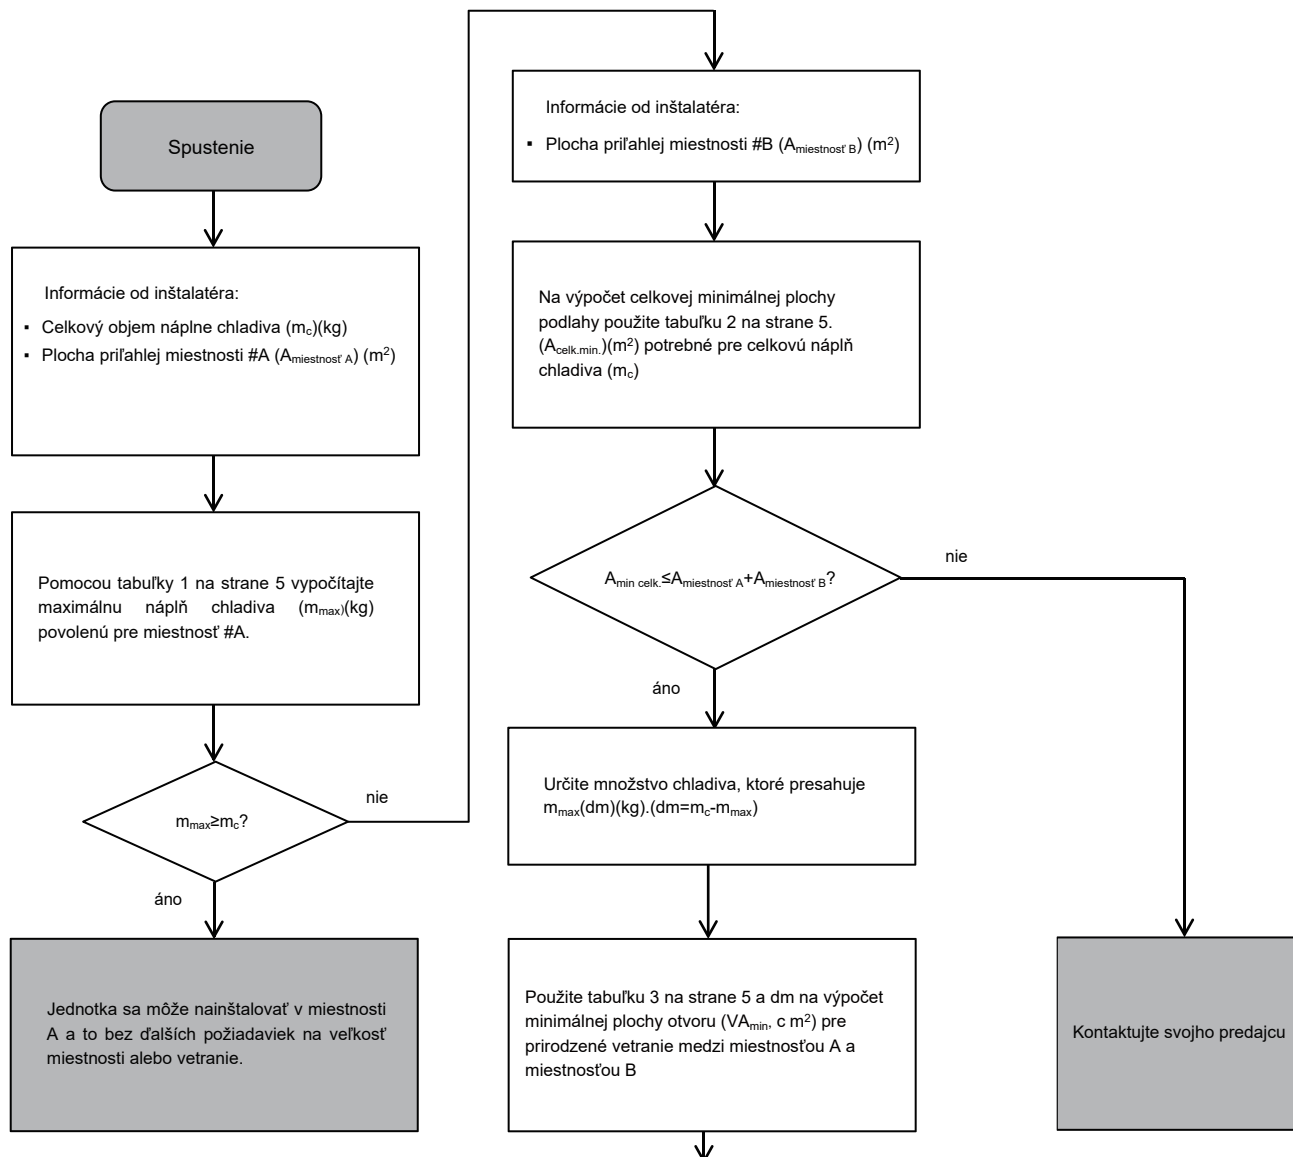 Spustenie
Informácie od inštalatéra:
▪ Celkový objem náplne chladiva (mc)(kg)
▪ Plocha priľahlej miestnosti #A (Amiestnosť A) (m²)
Pomocou tabuľky 1 na strane 5 vypočítajte
maximálnu náplň chladiva (mmax)(kg)
povolenú pre miestnosť #A.
mmax≥mc?
nie
áno
Jednotka sa môže nainštalovať v miestnosti
A a to bez ďalších požiadaviek na veľkosť
miestnosti alebo vetranie.
Informácie od inštalatéra:
▪ Plocha priľahlej miestnosti #B (Amiestnosť B) (m²)
Na výpočet celkovej minimálnej plochy
podlahy použite tabuľku 2 na strane 5.
(Acelk.min.)(m²) potrebné pre celkovú náplň
chladiva (mc)
Amin celk.≤Amiestnosť A+Amiestnosť B?
nie
áno
Určite množstvo chladiva, ktoré presahuje
mmax(dm)(kg).(dm=mc-mmax)
Použite tabuľku 3 na strane 5 a dm na výpočet
minimálnej plochy otvoru (VAmin, c m²) pre
prirodzené vetranie medzi miestnosťou A a
miestnosťou B
Kontaktujte svojho predajcu